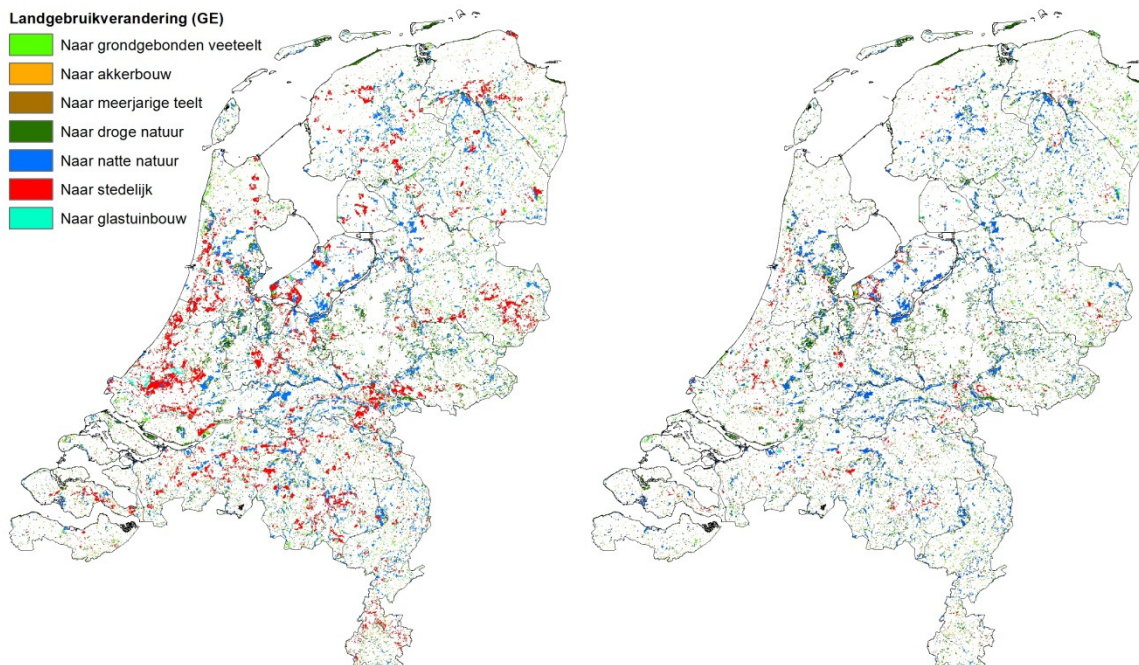 Landgebruikverandering (GE)
Naar grondgebonden veeteelt
Naar akkerbouw
Naar meerjarige teelt
Naar droge natuur
Naar natte natuur
Naar stedelijk
Naar glastuinbouw